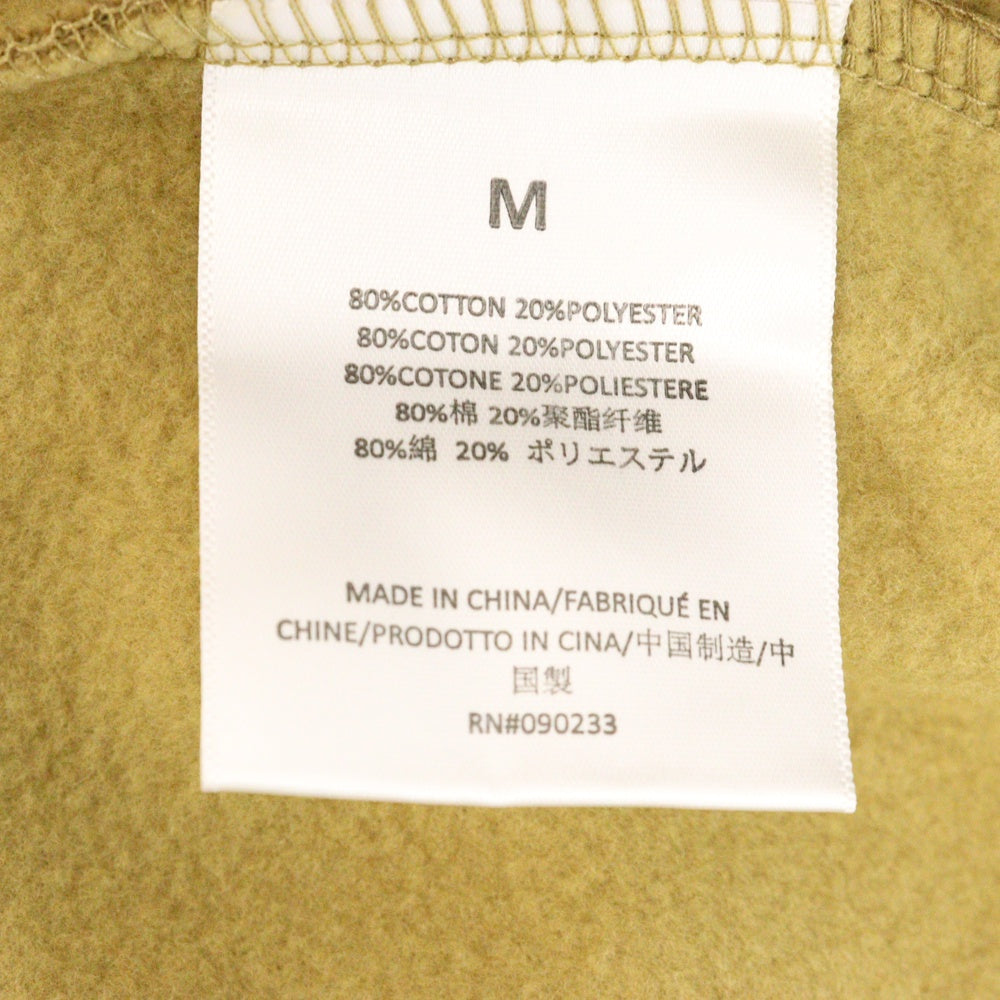 M
80%COTTON 20%POLYESTER
80%COTON 20%POLYESTER
80%COTONE 20%POLIESTERE
80%棉 20%聚酯纤维
80%綿 20% ポリエステル
MADE IN CHINA/FABRIQUÉ EN
CHINE/PRODOTTO IN CINA/中国制造/中
国製
RN#090233